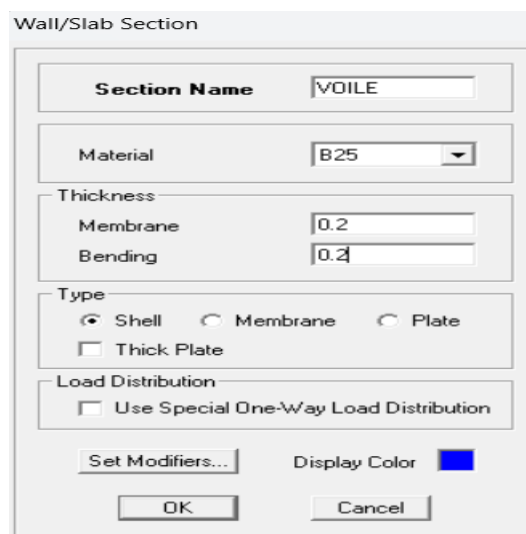 Wall/Slab Section
Section Name VOILE
Material B25
Thickness
Membrane 0.2
Bending 0.2
Type
Shell Membrane Plate
Thick Plate
Load Distribution
Use Special One-Way Load Distribution
Set Modifiers... Display Color
OK Cancel